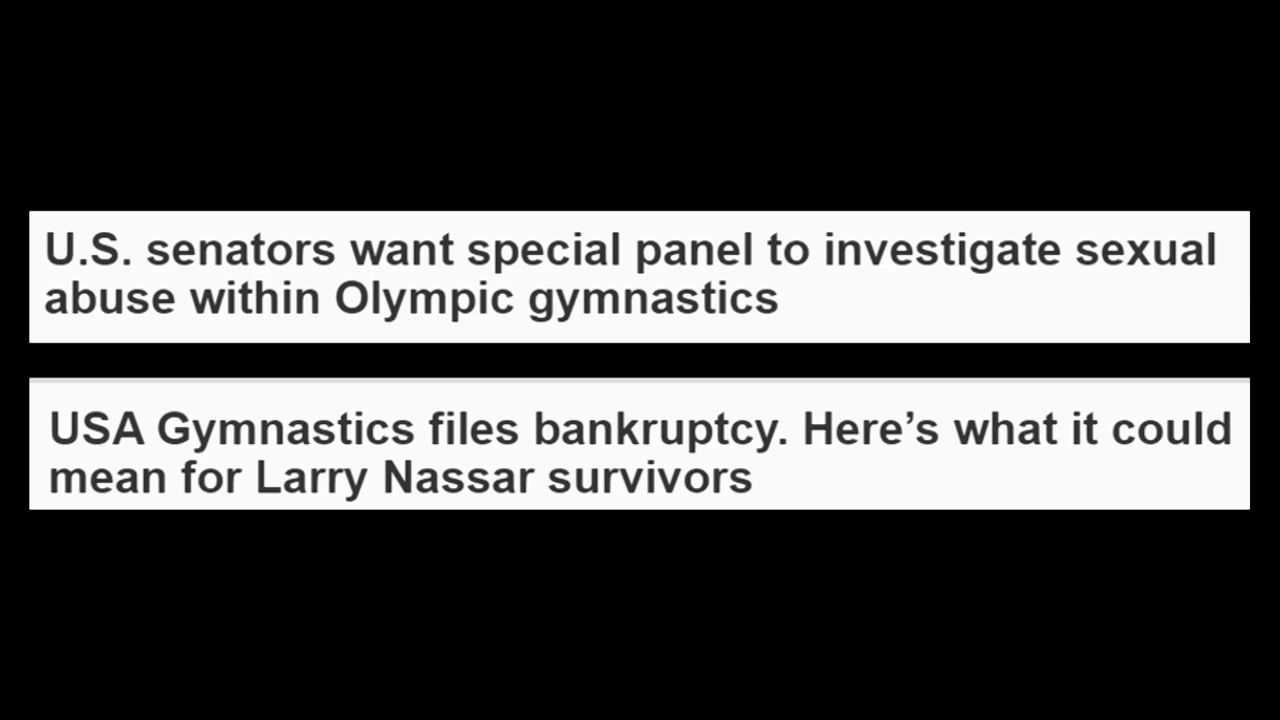 U.S. senators want special panel to investigate sexual
abuse within Olympic gymnastics
USA Gymnastics files bankruptcy. Here’s what it could
mean for Larry Nassar survivors